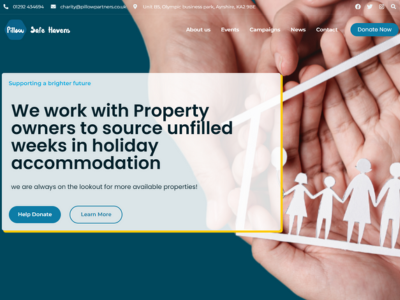 01292 434694 charity@pillowpartners.co.uk Unit 115, Olympic business park, Ayrshire, KA2 9BE
Pillow Safe Havens
About us Events Campaigns News Contact Donate Now
Supporting a brighter future
We work with Property
owners to source unfilled
weeks in holiday
accommodation
we are always on the lookout for more available properties!
Help Donate Learn More